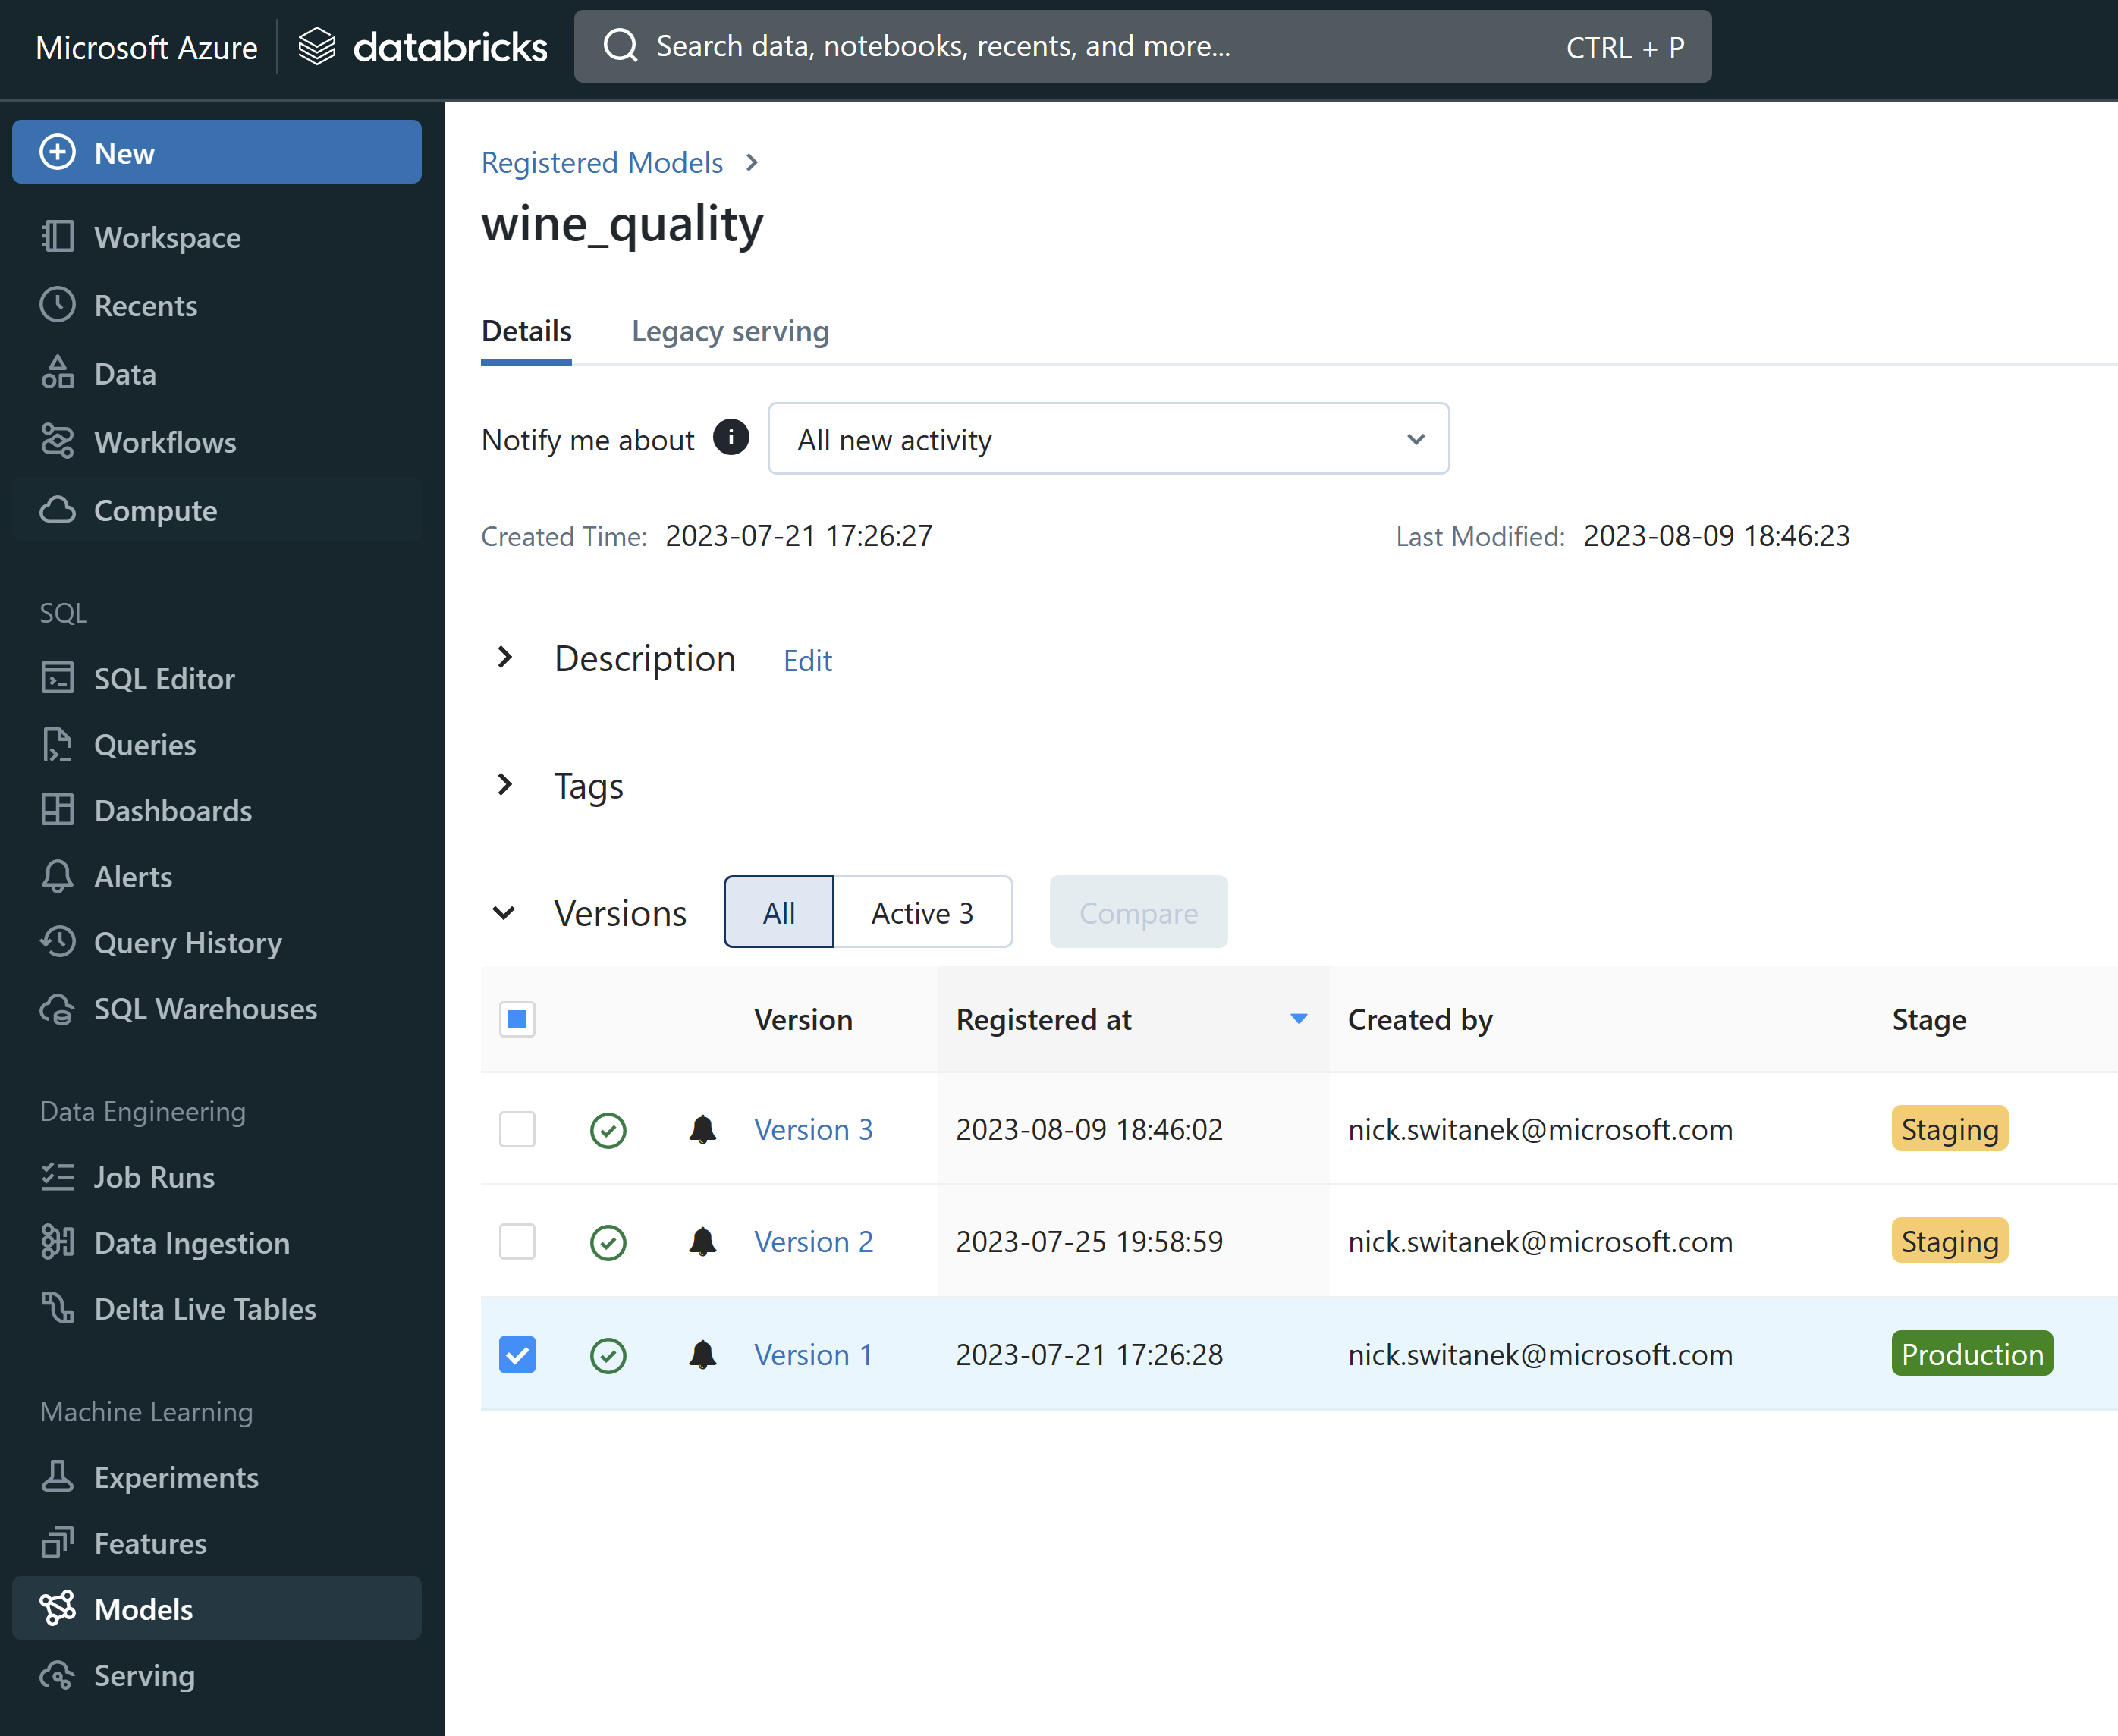 Microsoft Azure databricks Search data, notebooks, recents, and more... CTRL + P
New
Workspace
Recents
Data
Workflows
Compute
SQL
SQL Editor
Queries
Dashboards
Alerts
Query History
SQL Warehouses
Data Engineering
Job Runs
Data Ingestion
Delta Live Tables
Machine Learning
Experiments
Features
Models
Serving
Registered Models
wine_quality
Details Legacy serving
Notify me about All new activity
Created Time: 2023-07-21 17:26:27 Last Modified: 2023-08-09 18:46:23
Description Edit
Tags
Versions All Active 3 Compare
Version Registered at Created by Stage
Version 3 2023-08-09 18:46:02 nick.switanek@microsoft.com Staging
Version 2 2023-07-25 19:58:59 nick.switanek@microsoft.com Staging
Version 1 2023-07-21 17:26:28 nick.switanek@microsoft.com Production